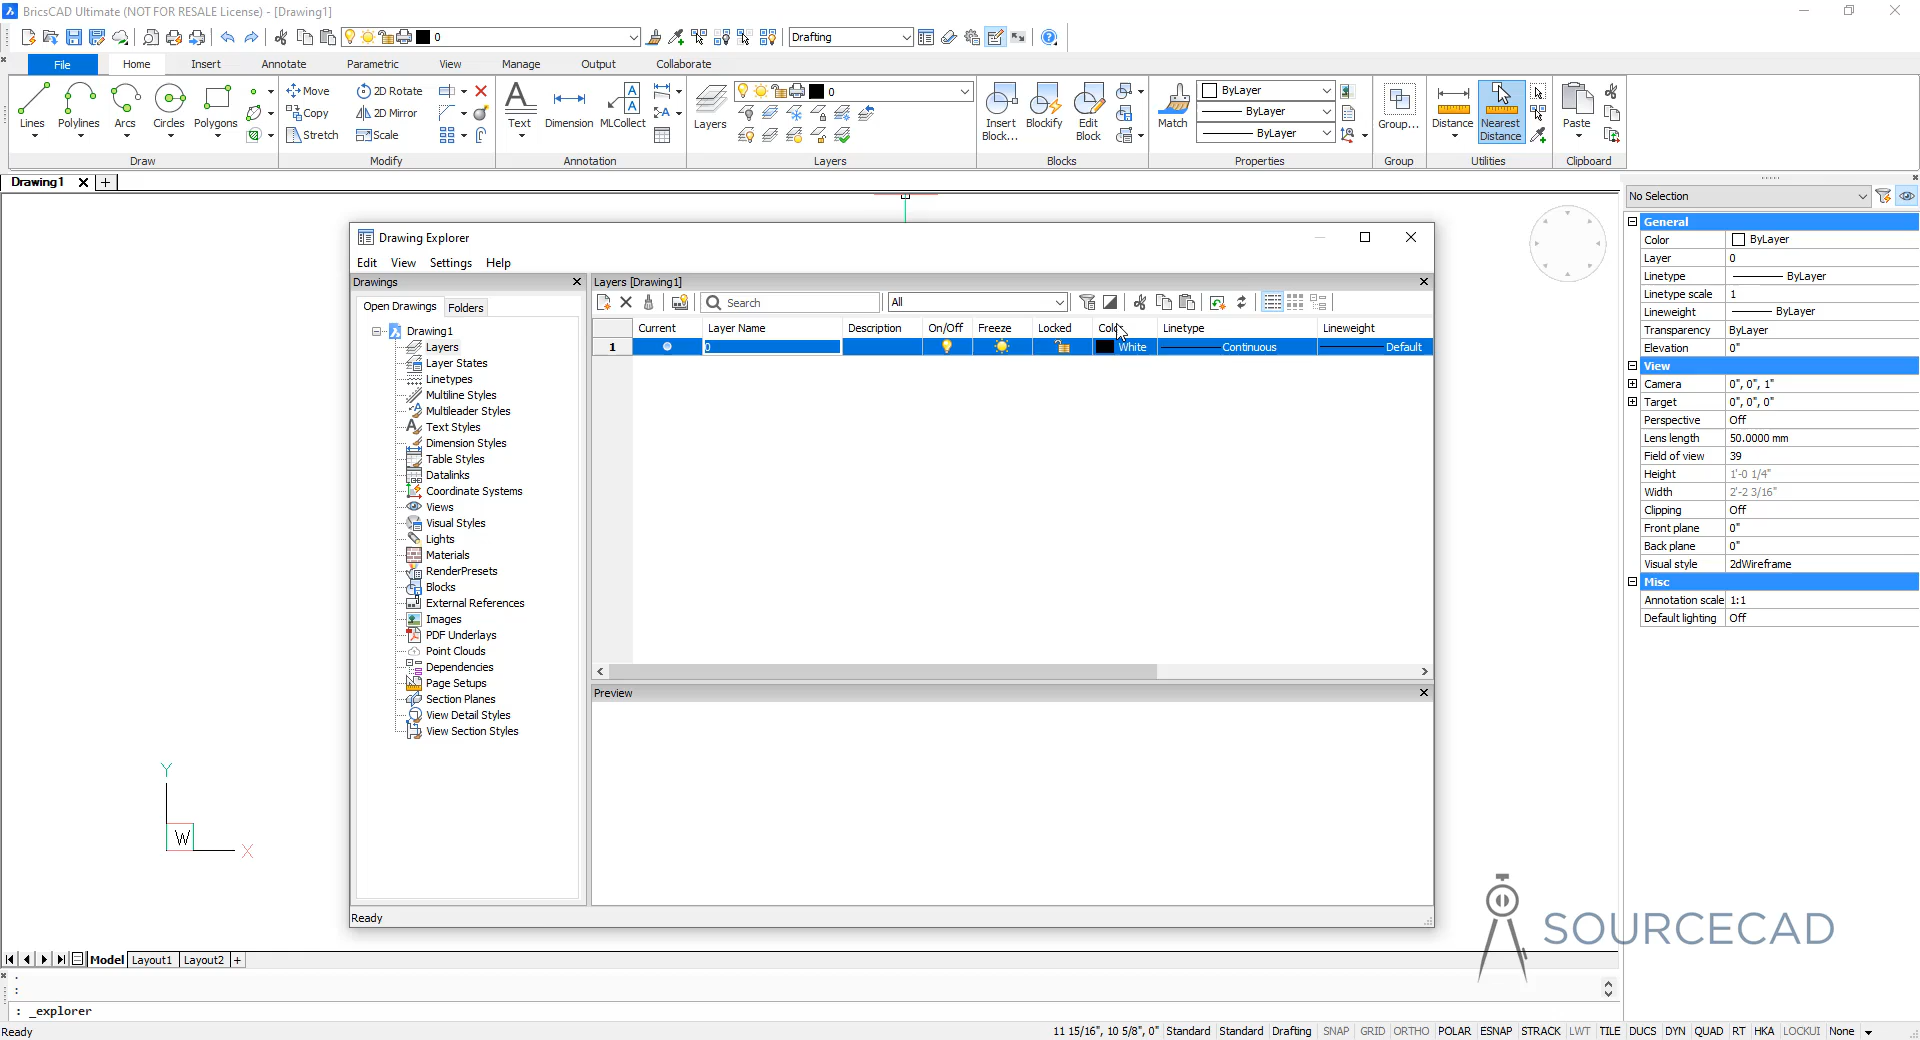 BricsCAD Ultimate (NOT FOR RESALE License) - [Drawing1]
0
Drafting
File Home Insert Annotate Parametric View Manage Output Collaborate
Lines Polylines Arcs Circles Polygons
Draw
Move 2D Rotate
Copy 2D Mirror
Stretch Scale
Modify
Text Dimension MLCollect
Annotation
Layers
0
Layers
Insert Block... Blockify Edit Block
Blocks
Match
ByLayer
ByLayer
ByLayer
Properties
Group...
Group
Distance Nearest Distance
Utilities
Paste
Clipboard
Drawing1
Drawing Explorer
Edit View Settings Help
Drawings
Open Drawings Folders
Drawing1
Layers
Layer States
Linetypes
Multiline Styles
Multileader Styles
Text Styles
Dimension Styles
Table Styles
Datalinks
Coordinate Systems
Views
Visual Styles
Lights
Materials
RenderPresets
Blocks
External References
Images
PDF Underlays
Point Clouds
Dependencies
Page Setups
Section Planes
View Detail Styles
View Section Styles
Layers [Drawing1]
Search All
Current Layer Name Description On/Off Freeze Locked Linetype Lineweight
1 0 White Continuous Default
Preview
Ready
No Selection
General
Color ByLayer
Layer 0
Linetype ByLayer
Linetype scale 1
Lineweight ByLayer
Transparency ByLayer
Elevation 0"
View
Camera 0", 0", 1"
Target 0", 0", 0"
Perspective Off
Lens length 50.0000 mm
Field of view 39
Height 1'-0 1/4"
Width 2'-2 3/16"
Clipping Off
Front plane 0"
Back plane 0"
Visual style 2dWireframe
Misc
Annotation scale 1:1
Default lighting Off
Y
W
X
SOURCECAD
Model Layout1 Layout2 +
:
: _explorer
Ready
11 15/16", 10 5/8", 0" Standard Standard Drafting SNAP GRID ORTHO POLAR ESNAP STRACK LWT TILE DUCS DYN QUAD RT HKA LOCKUI None